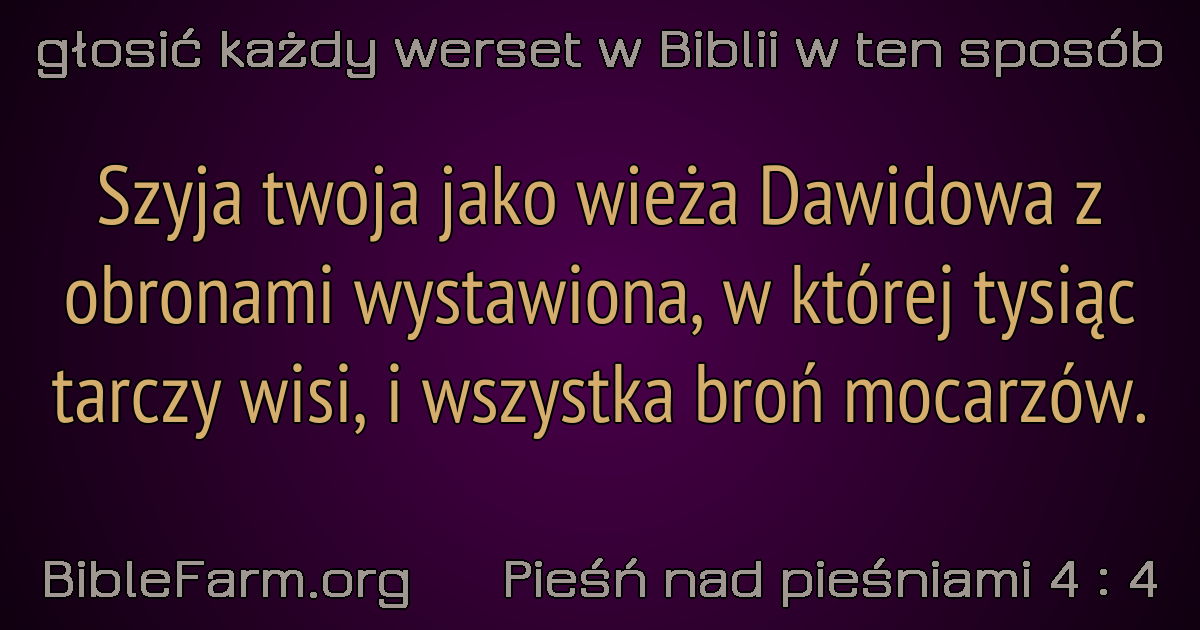 głosić każdy werset w Biblii w ten sposób
Szyja twoja jako wieża Dawidowa z
obronami wystawiona, w której tysiąc
tarczy wisi, i wszystka broń mocarzów.
BibleFarm.org Pieśń nad pieśniami 4 : 4